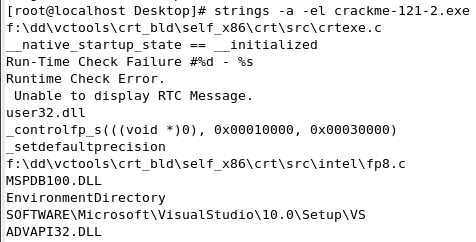 [root@localhost Desktop]# strings -a -el crackme-121-2.exe
f:\dd\vctools\crt_bld\self_x86\crt\src\crtexe.c
__native_startup_state == __initialized
Run-Time Check Failure #%d - %s
Runtime Check Error.
 Unable to display RTC Message.
user32.dll
_controlfp_s(((void *)0), 0x00010000, 0x00030000)
_setdefaultprecision
f:\dd\vctools\crt_bld\self_x86\crt\src\intel\fp8.c
MSPDB100.DLL
EnvironmentDirectory
SOFTWARE\Microsoft\VisualStudio\10.0\Setup\VS
ADVAPI32.DLL